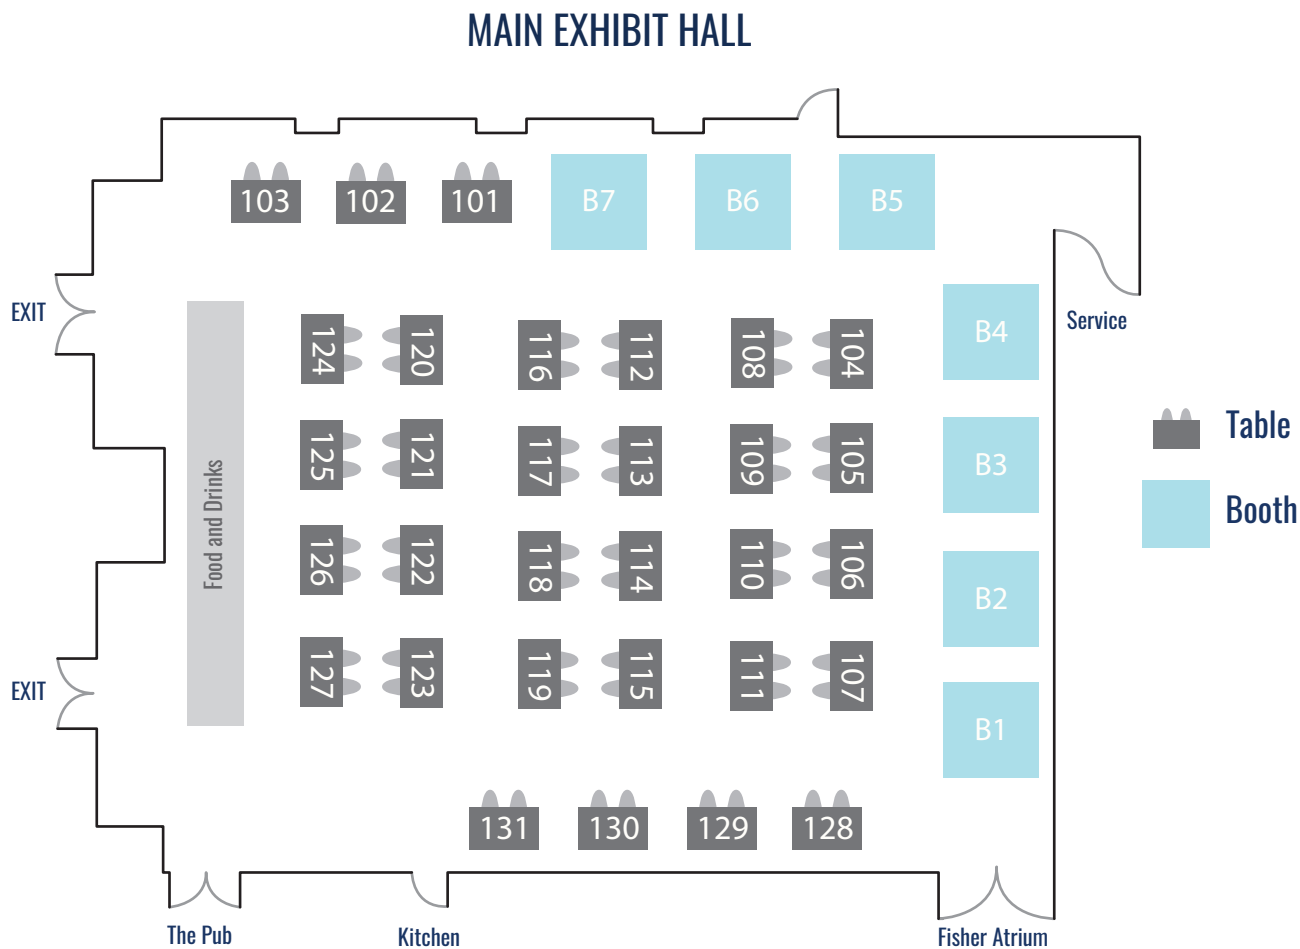 MAIN EXHIBIT HALL
103 102 101 B7 B6 B5
EXIT
124 120 116 112 108 104 B4
Service
125 121 117 113 109 105 B3
Table
Booth
Food and Drinks
126 122 118 114 110 106 B2
EXIT
127 123 119 115 111 107 B1
131 130 129 128
The Pub
Kitchen
Fisher Atrium